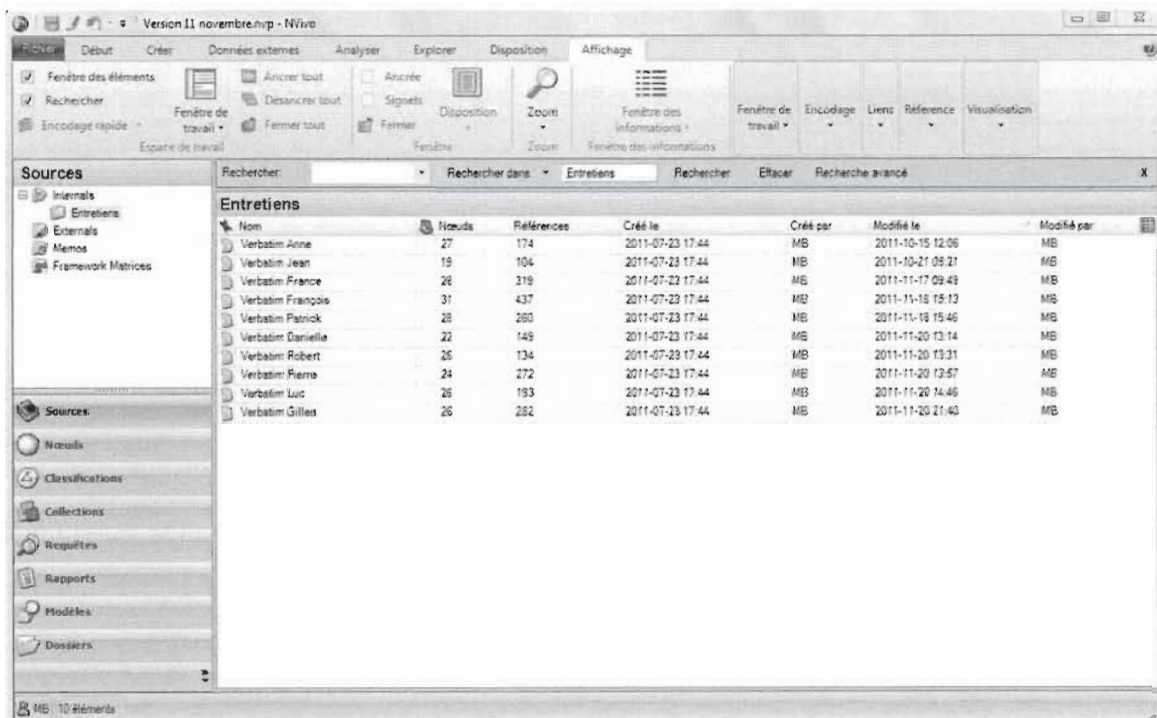 Version 11 novembre.nvp - NVivo
Fichier Début Créer Données externes Analyser Explorer Disposition Affichage
Fenêtre des éléments
Rechercher
Encodage rapide
Fenêtre de travail
Ancrer tout
Désancrer tout
Fermer tout
Espace de travail
Ancrée
Signets
Fermer
Disposition
Fenêtre
Zoom
Zoom
Fenêtre des informations
Fenêtre des informations
Fenêtre de travail
Encodage
Liens
Référence
Visualisation
Sources
Internals
Entretiens
Externals
Memos
Framework Matrices
Rechercher: Rechercher dans Entretiens Rechercher Effacer Recherche avancé X
Entretiens
Nom Nœuds Références Créé le Créé par Modifié le Modifié par
Verbatim Anne 27 174 2011-07-23 17:44 MB 2011-10-15 12:06 MB
Verbatim Jean 19 104 2011-07-23 17:44 MB 2011-10-21 09:21 MB
Verbatim France 28 319 2011-07-23 17:44 MB 2011-11-17 09:49 MB
Verbatim François 31 437 2011-07-23 17:44 MB 2011-11-18 15:13 MB
Verbatim Patrick 28 260 2011-07-23 17:44 MB 2011-11-18 15:46 MB
Verbatim Danielle 22 149 2011-07-23 17:44 MB 2011-11-20 13:14 MB
Verbatim Robert 26 134 2011-07-23 17:44 MB 2011-11-20 13:31 MB
Verbatim Pierre 24 272 2011-07-23 17:44 MB 2011-11-20 13:57 MB
Verbatim Luc 26 193 2011-07-23 17:44 MB 2011-11-20 14:46 MB
Verbatim Gilles 26 282 2011-07-23 17:44 MB 2011-11-20 21:40 MB
Sources
Nœuds
Classifications
Collections
Requêtes
Rapports
Modèles
Dossiers
MB 10 éléments